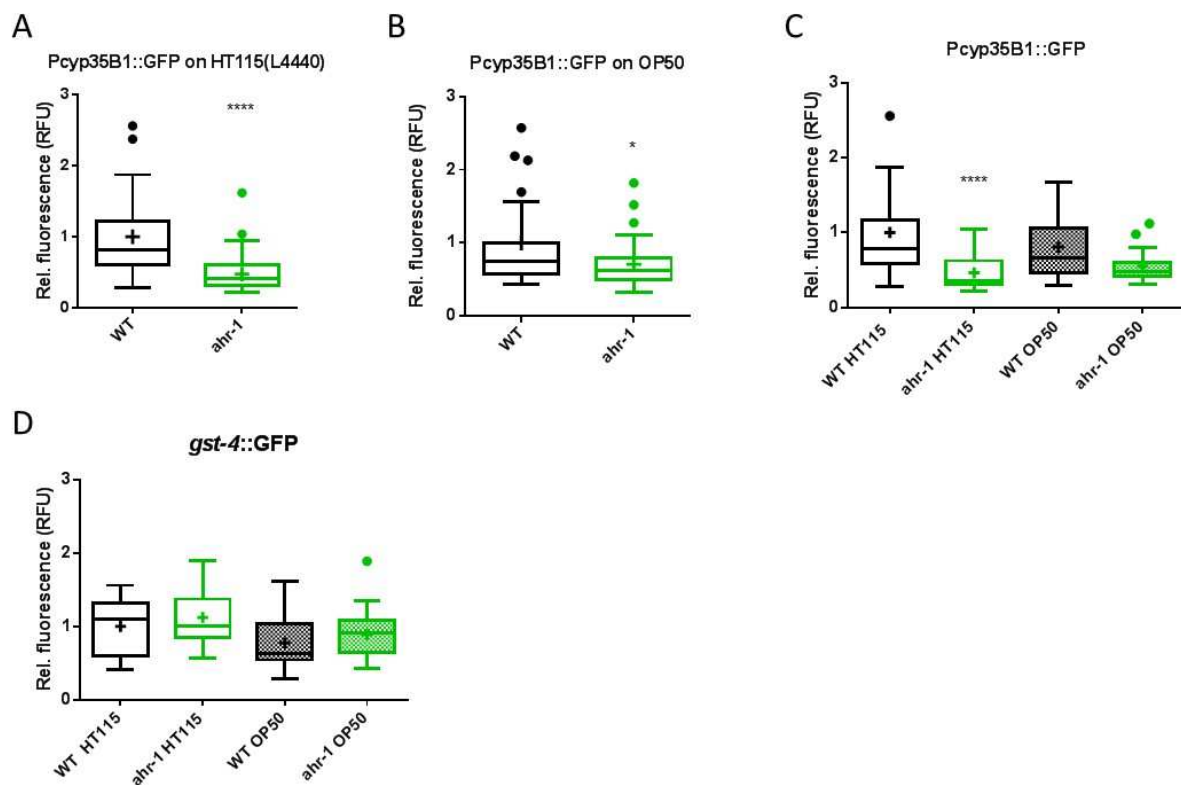 A
Pcyp35B1::GFP on HT115(L4440)
Rel. fluorescence (RFU)
3
2
1
0
****
WT
ahr-1
B
Pcyp35B1::GFP on OP50
Rel. fluorescence (RFU)
3
2
1
0
*
WT
ahr-1
C
Pcyp35B1::GFP
Rel. fluorescence (RFU)
3
2
1
0
****
WT HT115
ahr-1 HT115
WT OP50
ahr-1 OP50
D
gst-4::GFP
Rel. fluorescence (RFU)
3
2
1
0
WT HT115
ahr-1 HT115
WT OP50
ahr-1 OP50